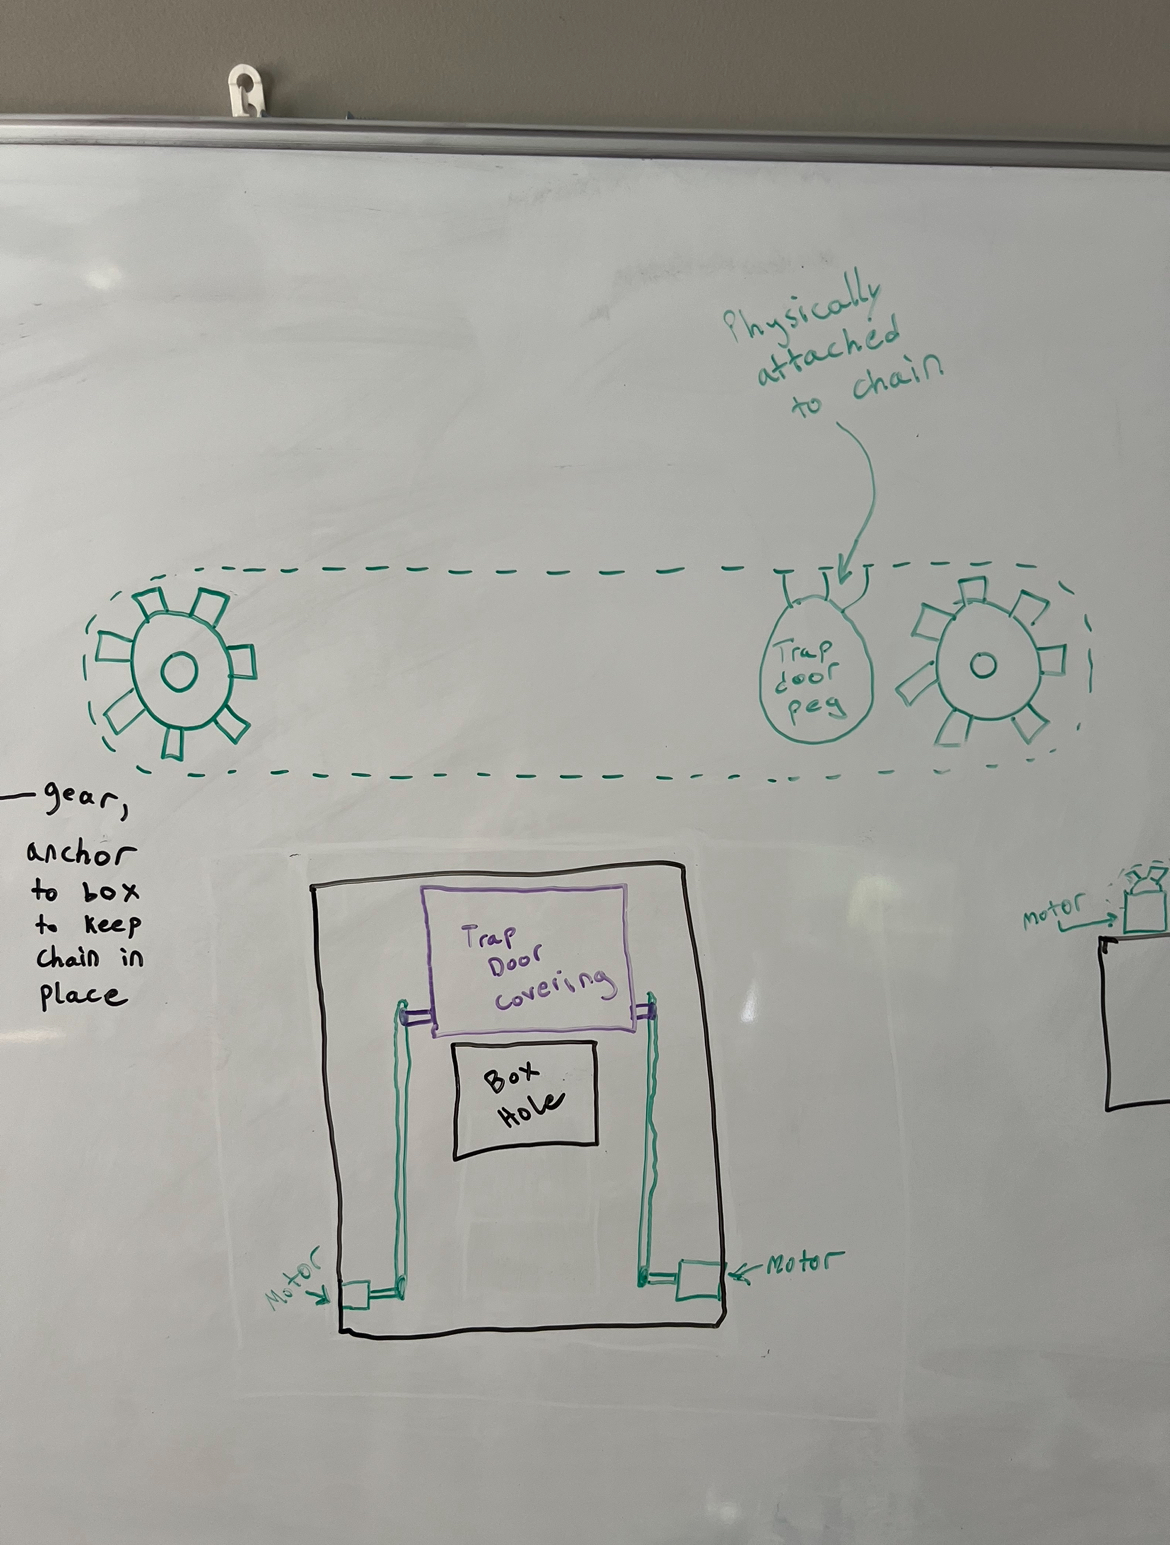 Physically
attached
to chain
Trap
door
peg
gear,
anchor
to box
to keep
chain in
place
Trap
Door
Covering
Box
Hole
Motor
Motor
Motor